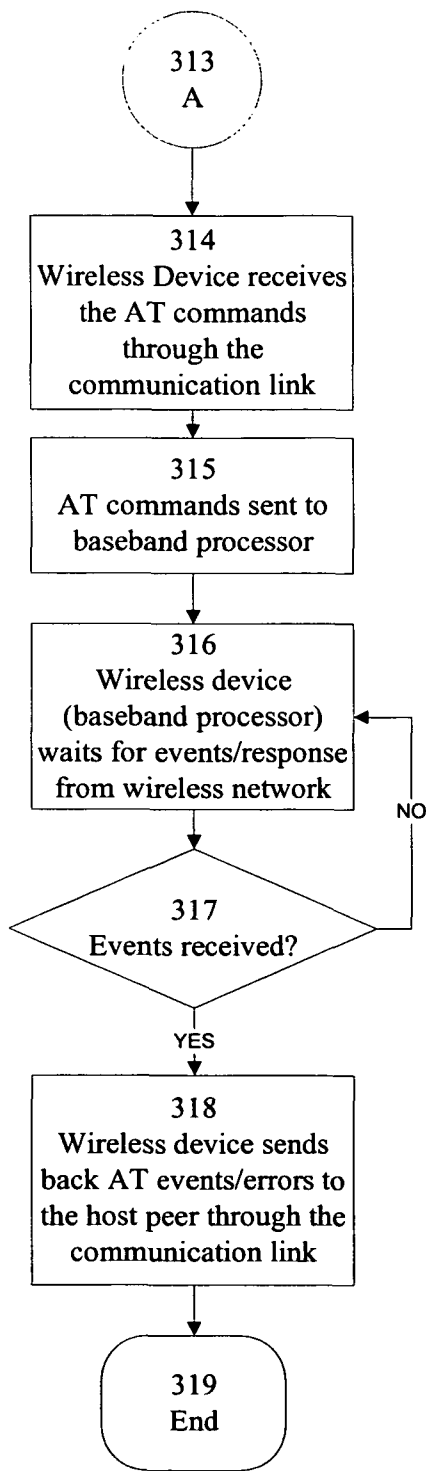 313
A
314
Wireless Device receives
the AT commands
through the
communication link
315
AT commands sent to
baseband processor
316
Wireless device
(baseband processor)
waits for events/response
from wireless network
NO
317
Events received?
YES
318
Wireless device sends
back AT events/errors to
the host peer through the
communication link
319
End